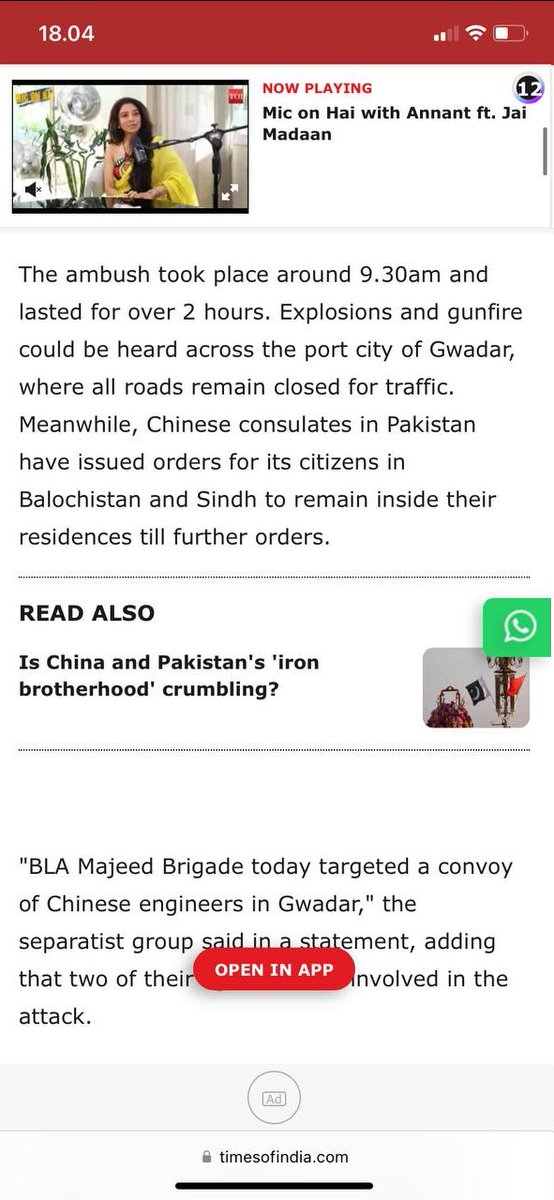 18.04
NOW PLAYING
12
Mic on Hai with Annant ft. Jai
Madaan
The ambush took place around 9.30am and
lasted for over 2 hours. Explosions and gunfire
could be heard across the port city of Gwadar,
where all roads remain closed for traffic.
Meanwhile, Chinese consulates in Pakistan
have issued orders for its citizens in
Balochistan and Sindh to remain inside their
residences till further orders.
READ ALSO
Is China and Pakistan's 'iron
brotherhood' crumbling?
"BLA Majeed Brigade today targeted a convoy
of Chinese engineers in Gwadar," the
separatist group said in a statement, adding
that two of their involved in the
OPEN IN APP
attack.
Ad
timesofindia.com